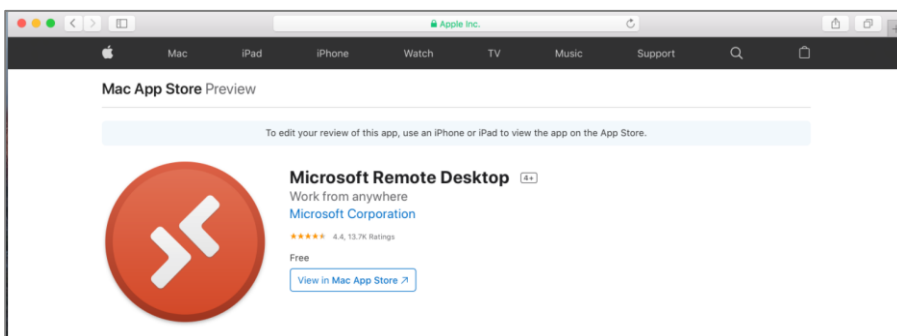 Apple Inc.
Mac iPad iPhone Watch TV Music Support
Mac App Store Preview
To edit your review of this app, use an iPhone or iPad to view the app on the App Store.
Microsoft Remote Desktop 4+
Work from anywhere
Microsoft Corporation
4.4, 13.7K Ratings
Free
View in Mac App Store ↗